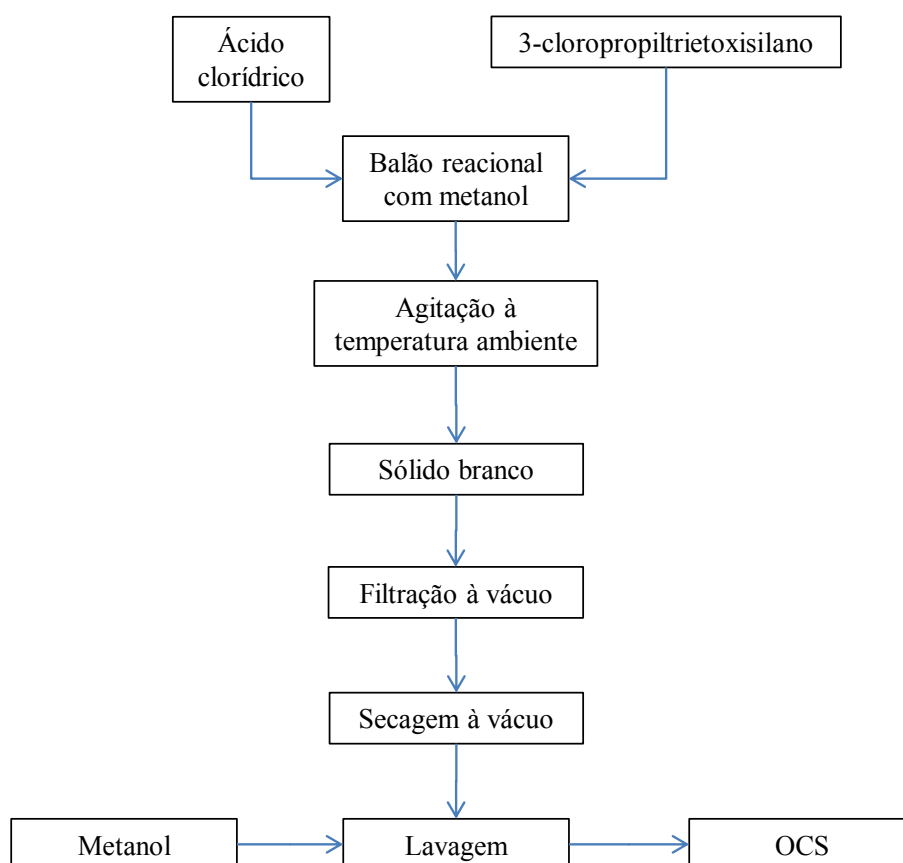 Ácido
clorídrico
3-cloropropiltrietoxisilano
Balão reacional
com metanol
Agitação à
temperatura ambiente
Sólido branco
Filtração à vácuo
Secagem à vácuo
Metanol
Lavagem
OCS